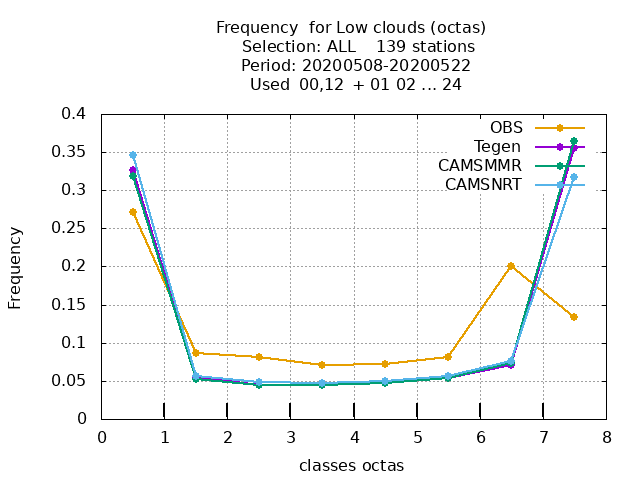 Frequency  for Low clouds (octas)
Selection: ALL    139 stations
Period: 20200508-20200522
Used  00,12  + 01 02 ... 24
0.4
0.35
0.3
0.25
0.2
0.15
0.1
0.05
0
Frequency
OBS
Tegen
CAMSMMR
CAMSNRT
0 1 2 3 4 5 6 7 8
classes octas